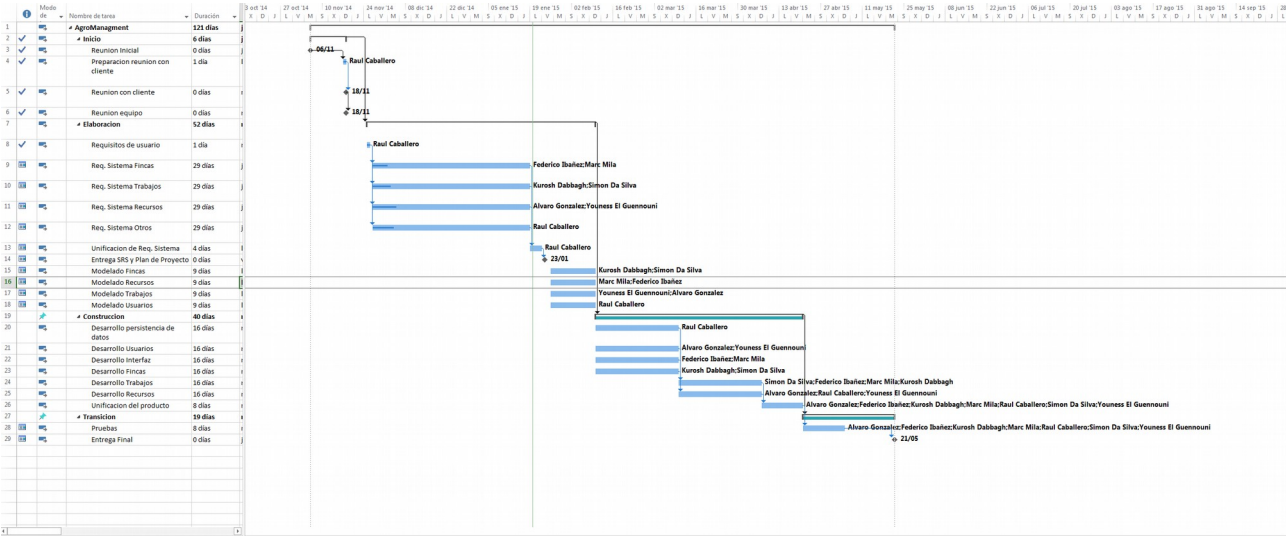 Modo de Nombre de tarea Duración 3 oct '14 27 oct '14 10 nov '14 24 nov '14 08 dic '14 22 dic '14 05 ene '15 19 ene '15 02 feb '15 16 feb '15 02 mar '15 16 mar '15 30 mar '15 13 abr '15 27 abr '15 11 may '15 25 may '15 08 jun '15 22 jun '15 06 jul '15 20 jul '15 03 ago '15 17 ago '15 31 ago '15 14 sep '15
1 AgroManagment 121 días
2 Inicio 6 días
3 Reunion Inicial 0 días 06/11
4 Preparacion reunion con cliente 1 día Raul Caballero
5 Reunion con cliente 0 días 18/11
6 Reunion equipo 0 días 18/11
7 Elaboracion 52 días
8 Requisitos de usuario 1 día Raul Caballero
9 Req. Sistema Fincas 29 días Federico Ibañez;Marc Mila
10 Req. Sistema Trabajos 29 días Kurosh Dabbagh;Simon Da Silva
11 Req. Sistema Recursos 29 días Alvaro Gonzalez;Youness El Guennouni
12 Req. Sistema Otros 29 días Raul Caballero
13 Unificacion de Req. Sistema 4 días Raul Caballero
14 Entrega SRS y Plan de Proyecto 0 días 23/01
15 Modelado Fincas 9 días Kurosh Dabbagh;Simon Da Silva
16 Modelado Recursos 9 días Marc Mila;Federico Ibañez
17 Modelado Trabajos 9 días Youness El Guennouni;Alvaro Gonzalez
18 Modelado Usuarios 9 días Raul Caballero
19 Construccion 40 días
20 Desarrollo persistencia de datos 16 días Raul Caballero
21 Desarrollo Usuarios 16 días Alvaro Gonzalez;Youness El Guennouni
22 Desarrollo Interfaz 16 días Federico Ibañez;Marc Mila
23 Desarrollo Fincas 16 días Kurosh Dabbagh;Simon Da Silva
24 Desarrollo Trabajos 16 días Simon Da Silva;Federico Ibañez;Marc Mila;Kurosh Dabbagh
25 Desarrollo Recursos 16 días Alvaro Gonzalez;Raul Caballero;Youness El Guennouni
26 Unificacion del producto 8 días Alvaro Gonzalez;Federico Ibañez;Kurosh Dabbagh;Marc Mila;Raul Caballero;Simon Da Silva;Youness El Guennouni
27 Transicion 19 días
28 Pruebas 8 días Alvaro Gonzalez;Federico Ibañez;Kurosh Dabbagh;Marc Mila;Raul Caballero;Simon Da Silva;Youness El Guennouni
29 Entrega Final 0 días 21/05